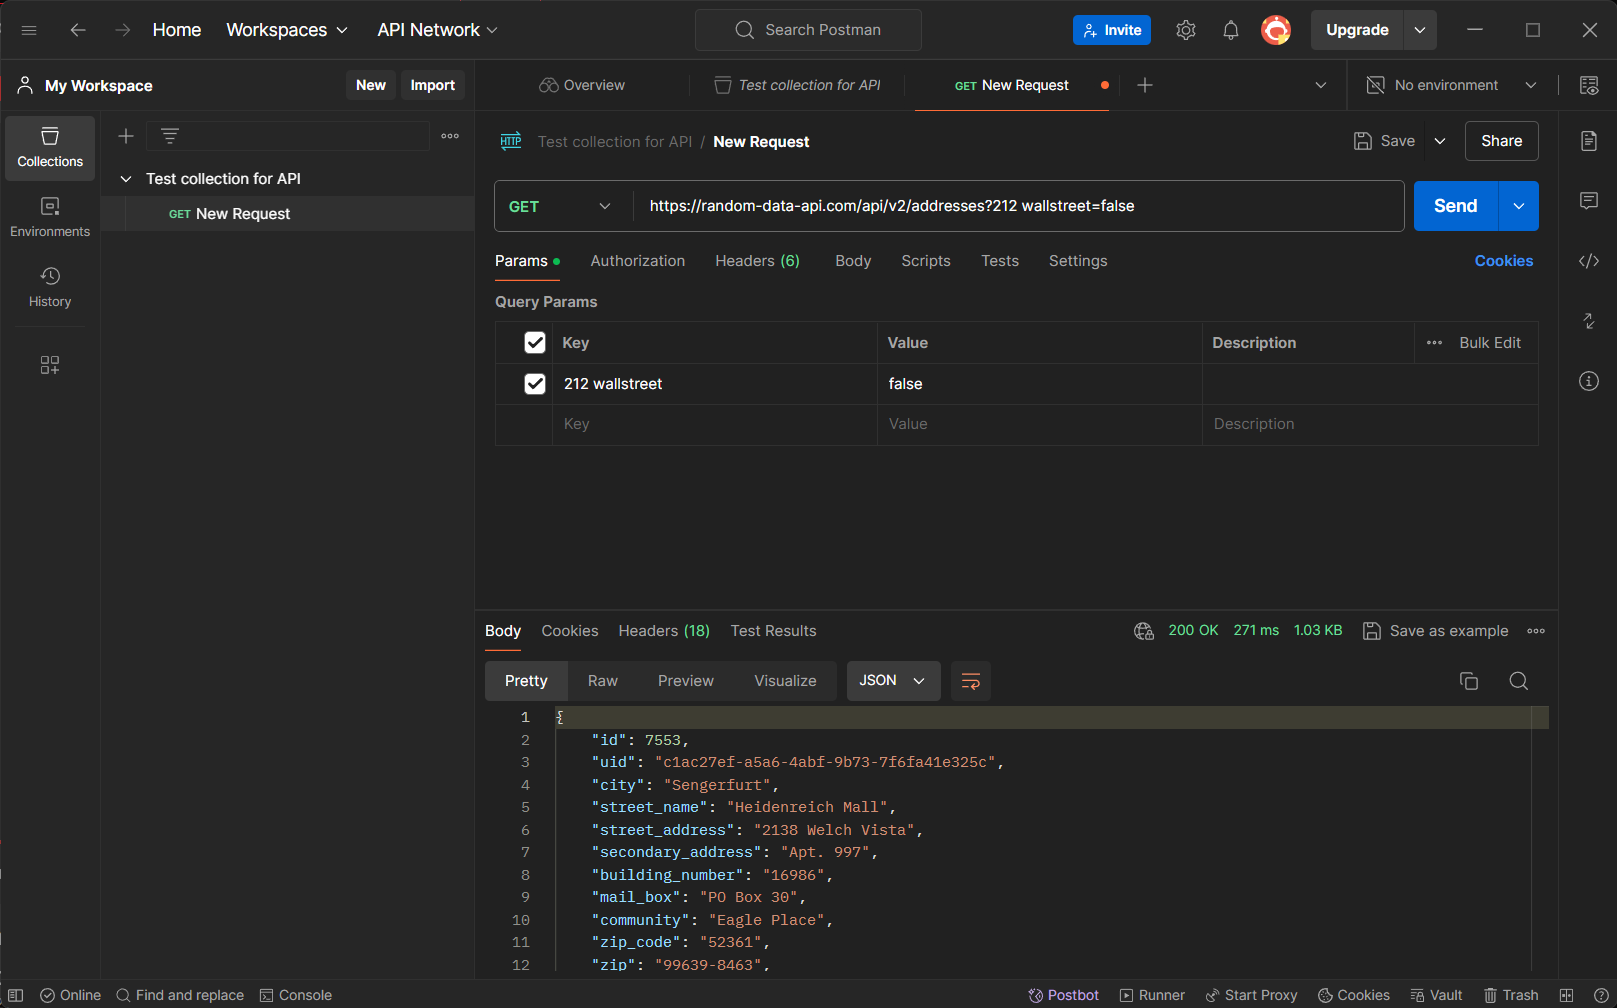 Home Workspaces API Network Search Postman Invite Upgrade
My Workspace New Import Overview Test collection for API GET New Request No environment
Collections
Environments
History
Test collection for API
GET New Request
HTTP Test collection for API / New Request Save Share
GET https://random-data-api.com/api/v2/addresses?212 wallstreet=false Send
Params Authorization Headers (6) Body Scripts Tests Settings Cookies
Query Params
Key Value Description Bulk Edit
212 wallstreet false
Key Value Description
Body Cookies Headers (18) Test Results 200 OK 271 ms 1.03 KB Save as example
Pretty Raw Preview Visualize JSON
1 {
2 "id": 7553,
3 "uid": "c1ac27ef-a5a6-4abf-9b73-7f6fa41e325c",
4 "city": "Sengerfurt",
5 "street_name": "Heidenreich Mall",
6 "street_address": "2138 Welch Vista",
7 "secondary_address": "Apt. 997",
8 "building_number": "16986",
9 "mail_box": "PO Box 30",
10 "community": "Eagle Place",
11 "zip_code": "52361",
12 "zip": "99639-8463",
Online Find and replace Console Postbot Runner Start Proxy Cookies Vault Trash